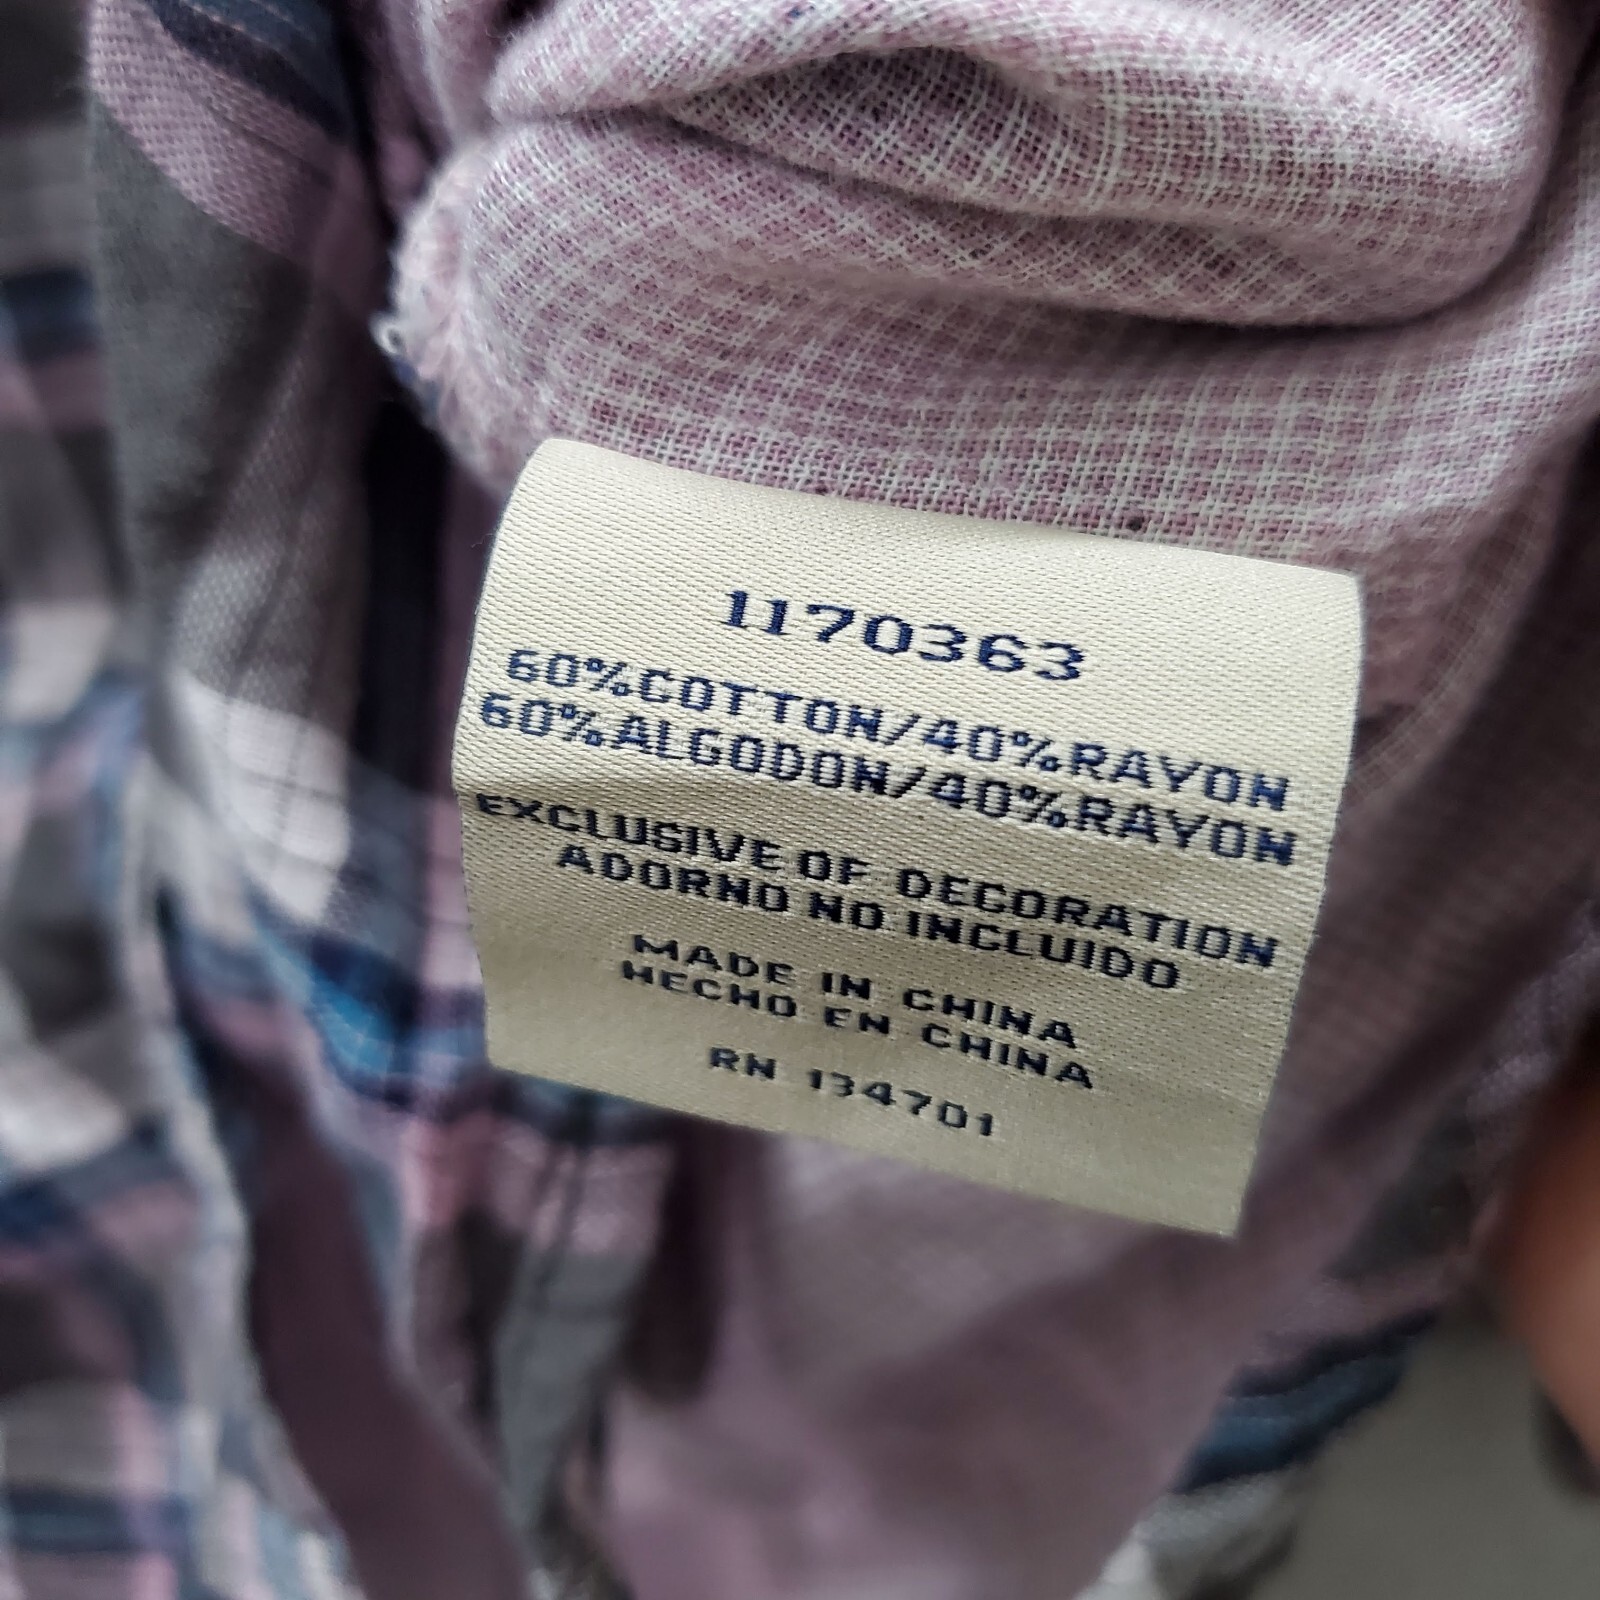 1170363
60%COTTON/40%RAYON
60%ALGODON/40%RAYON
EXCLUSIVE OF DECORATION
ADORNO NO INCLUIDO
MADE IN CHINA
HECHO EN CHINA
RN 134701